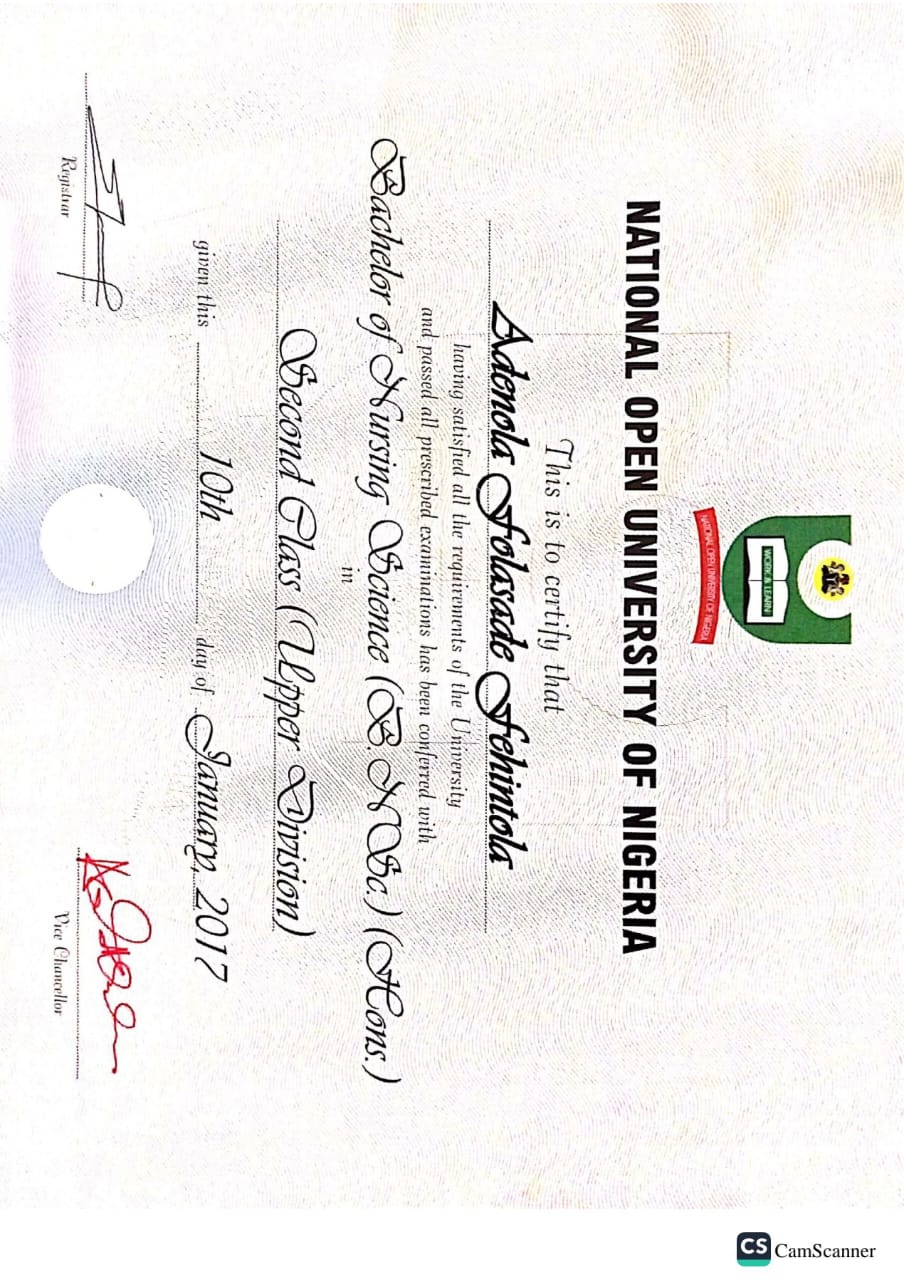 WORK & LEARN
NATIONAL OPEN UNIVERSITY OF NIGERIA
NATIONAL OPEN UNIVERSITY OF NIGERIA
This is to certify that
Adenola Folasade Fehintola
having satisfied all the requirements of the University
and passed all prescribed examinations has been conferred with
Bachelor of Nursing Science (B.NSc.) (Hons.)
in
Second Class (Upper Division)
given this 10th day of January, 2017
Registrar
Vice Chancellor
CS CamScanner